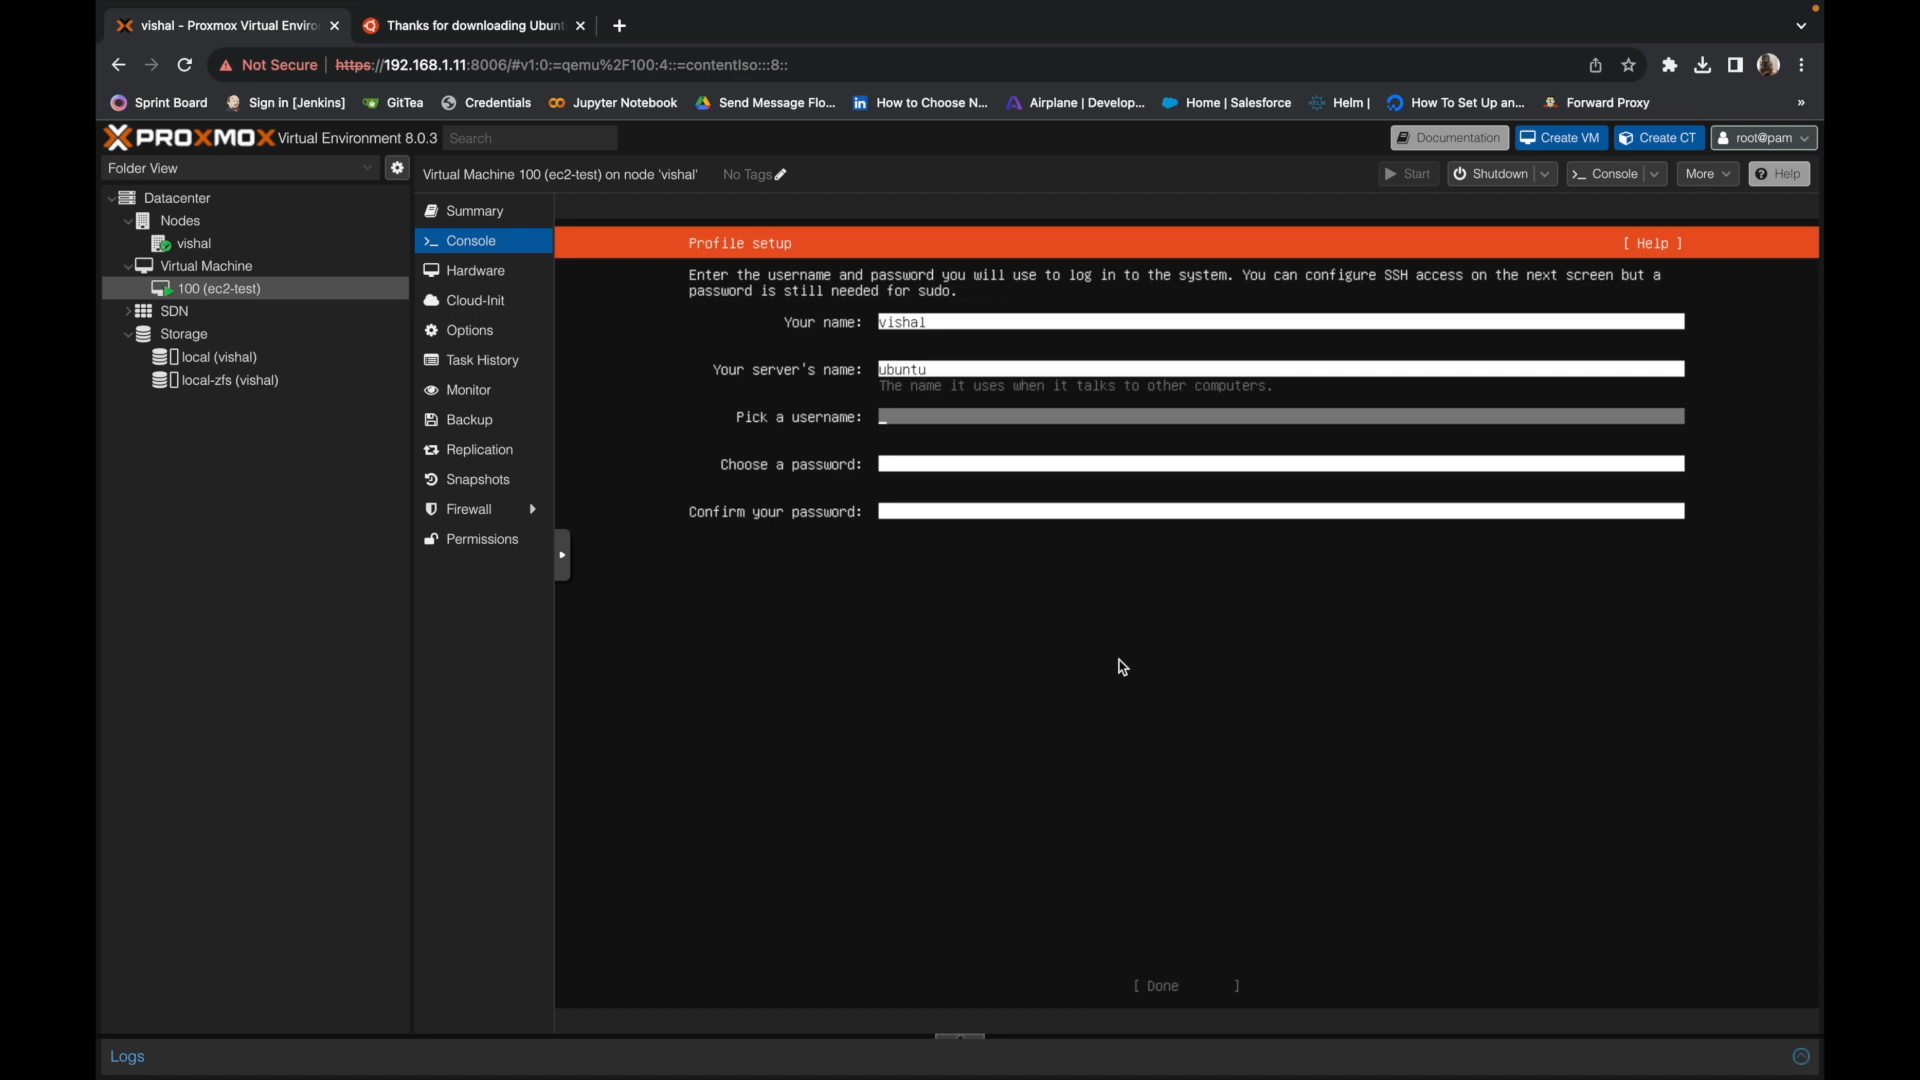 vishal - Proxmox Virtual Enviro
Thanks for downloading Ubunt
Not Secure
https://192.168.1.11:8006/#v1:0:=qemu%2F100:4::=contentIso:::8::
Sprint Board
Sign in [Jenkins]
GitTea
Credentials
Jupyter Notebook
Send Message Flo...
How to Choose N...
Airplane | Develop...
Home | Salesforce
Helm |
How To Set Up an...
Forward Proxy
»
PROXMOX Virtual Environment 8.0.3
Search
Documentation
Create VM
Create CT
root@pam
Folder View
Virtual Machine 100 (ec2-test) on node 'vishal'
No Tags
Start
Shutdown
Console
More
Help
Datacenter
Nodes
vishal
Virtual Machine
100 (ec2-test)
SDN
Storage
local (vishal)
local-zfs (vishal)
Summary
Console
Hardware
Cloud-Init
Options
Task History
Monitor
Backup
Replication
Snapshots
Firewall
Permissions
Profile setup
[ Help ]
Enter the username and password you will use to log in to the system. You can configure SSH access on the next screen but a
password is still needed for sudo.
Your name: vishal
Your server's name: ubuntu
The name it uses when it talks to other computers.
Pick a username: _
Choose a password:
Confirm your password:
[ Done ]
Logs